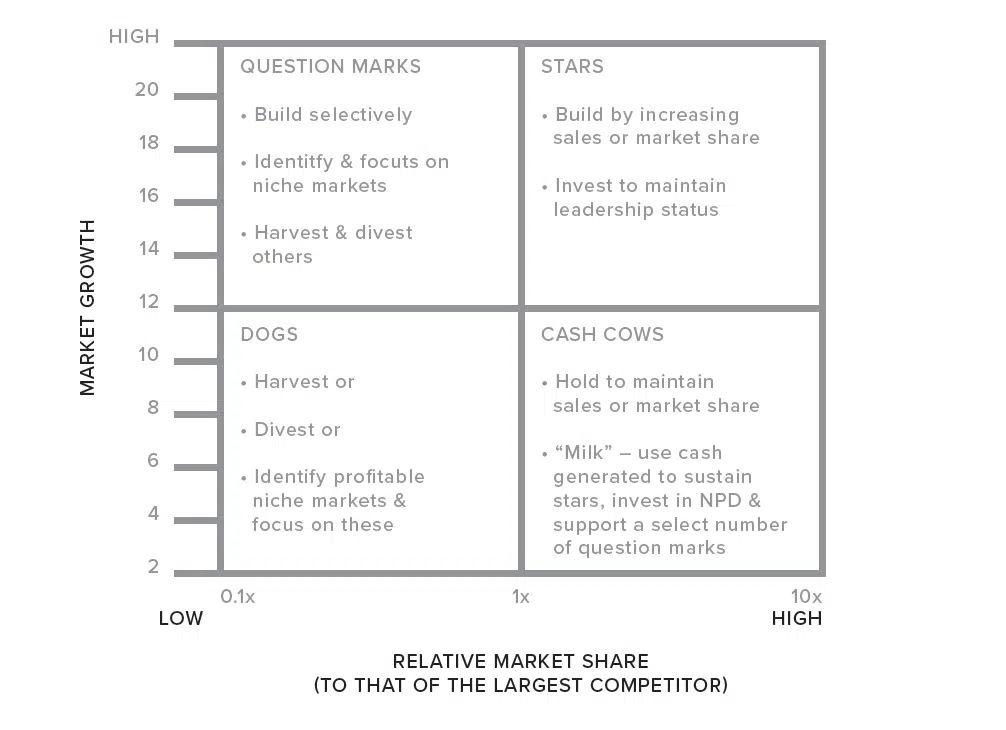 HIGH
20
18
16
14
12
10
8
6
4
2
MARKET GROWTH
QUESTION MARKS
• Build selectively
• Identitfy & focuts on
niche markets
• Harvest & divest
others
STARS
• Build by increasing
sales or market share
• Invest to maintain
leadership status
DOGS
• Harvest or
• Divest or
• Identify profitable
niche markets &
focus on these
CASH COWS
• Hold to maintain
sales or market share
• “Milk” – use cash
generated to sustain
stars, invest in NPD &
support a select number
of question marks
0.1x
1x
10x
LOW
HIGH
RELATIVE MARKET SHARE
(TO THAT OF THE LARGEST COMPETITOR)